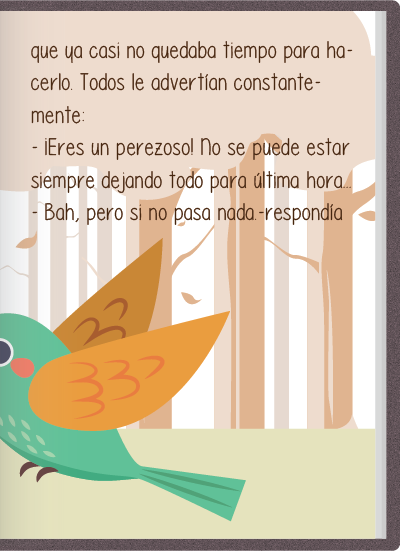 que ya casi no quedaba tiempo para ha-
cerlo. Todos le advertían constante-
mente:
- ¡Eres un perezoso! No se puede estar
siempre dejando todo para última hora...
- Bah, pero si no pasa nada.-respondía